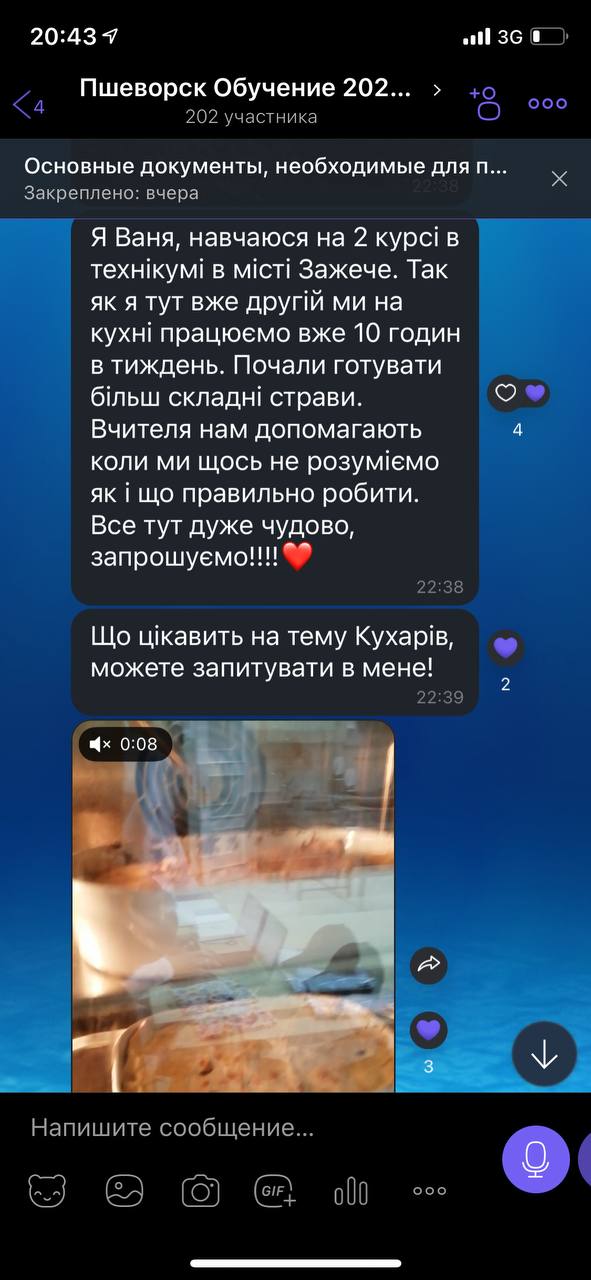 20:43
3G
4
Пшеворск Обучение 202...
202 участника
Основные документы, необходимые для п...
Закреплено: вчера
22:38
Я Ваня, навчаюся на 2 курсі в
технікумі в місті Зажече. Так
як я тут вже другій ми на
кухні працюємо вже 10 годин
в тиждень. Почали готувати
більш складні страви.
Вчителя нам допомагають
коли ми щось не розуміємо
як і що правильно робити.
Все тут дуже чудово,
запрошуємо!!!!❤️
22:38
4
Що цікавить на тему Кухарів,
можете запитувати в мене!
22:39
2
0:08
3
Напишите сообщение...
GIF